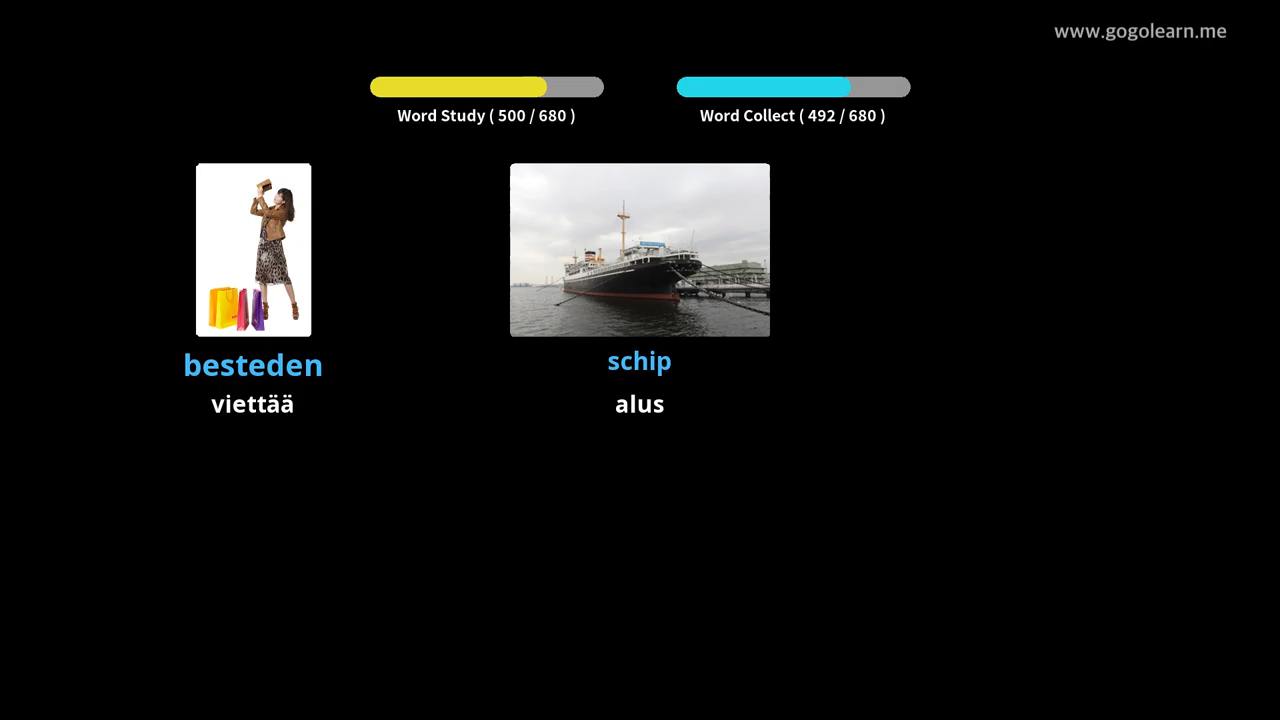 www.gogolearn.me
Word Study ( 500 / 680 )
Word Collect ( 492 / 680 )
besteden
viettää
schip
alus